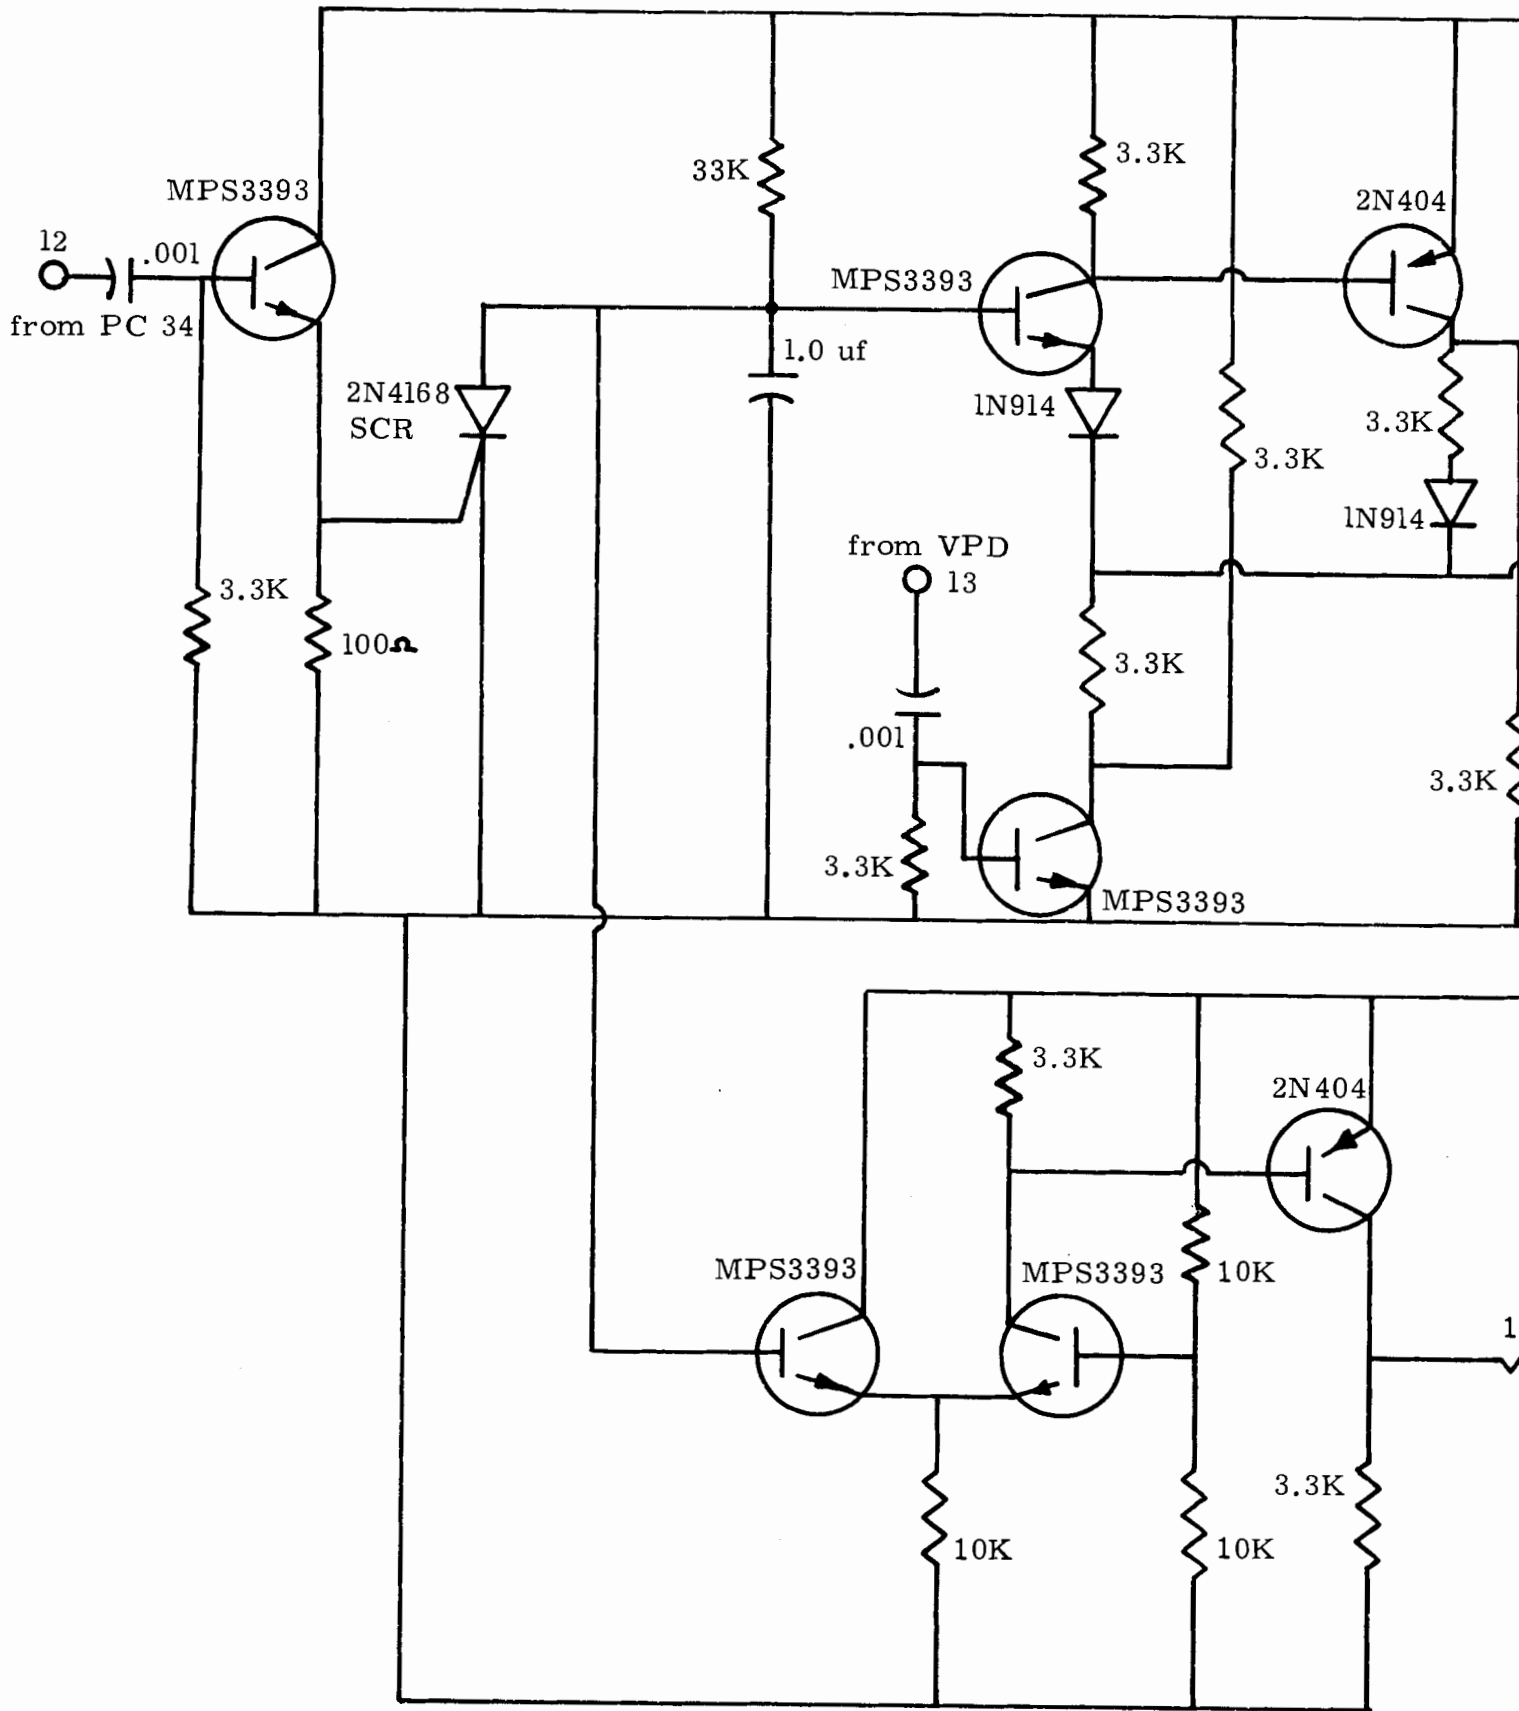 MPS3393
12
.001
from PC 34
2N4168
SCR
3.3K
100Ω
33K
1.0 uf
MPS3393
3.3K
1N914
2N404
3.3K
3.3K
1N914
from VPD
13
3.3K
.001
3.3K
MPS3393
3.3K
3.3K
2N404
MPS3393
MPS3393
10K
1
10K
10K
3.3K